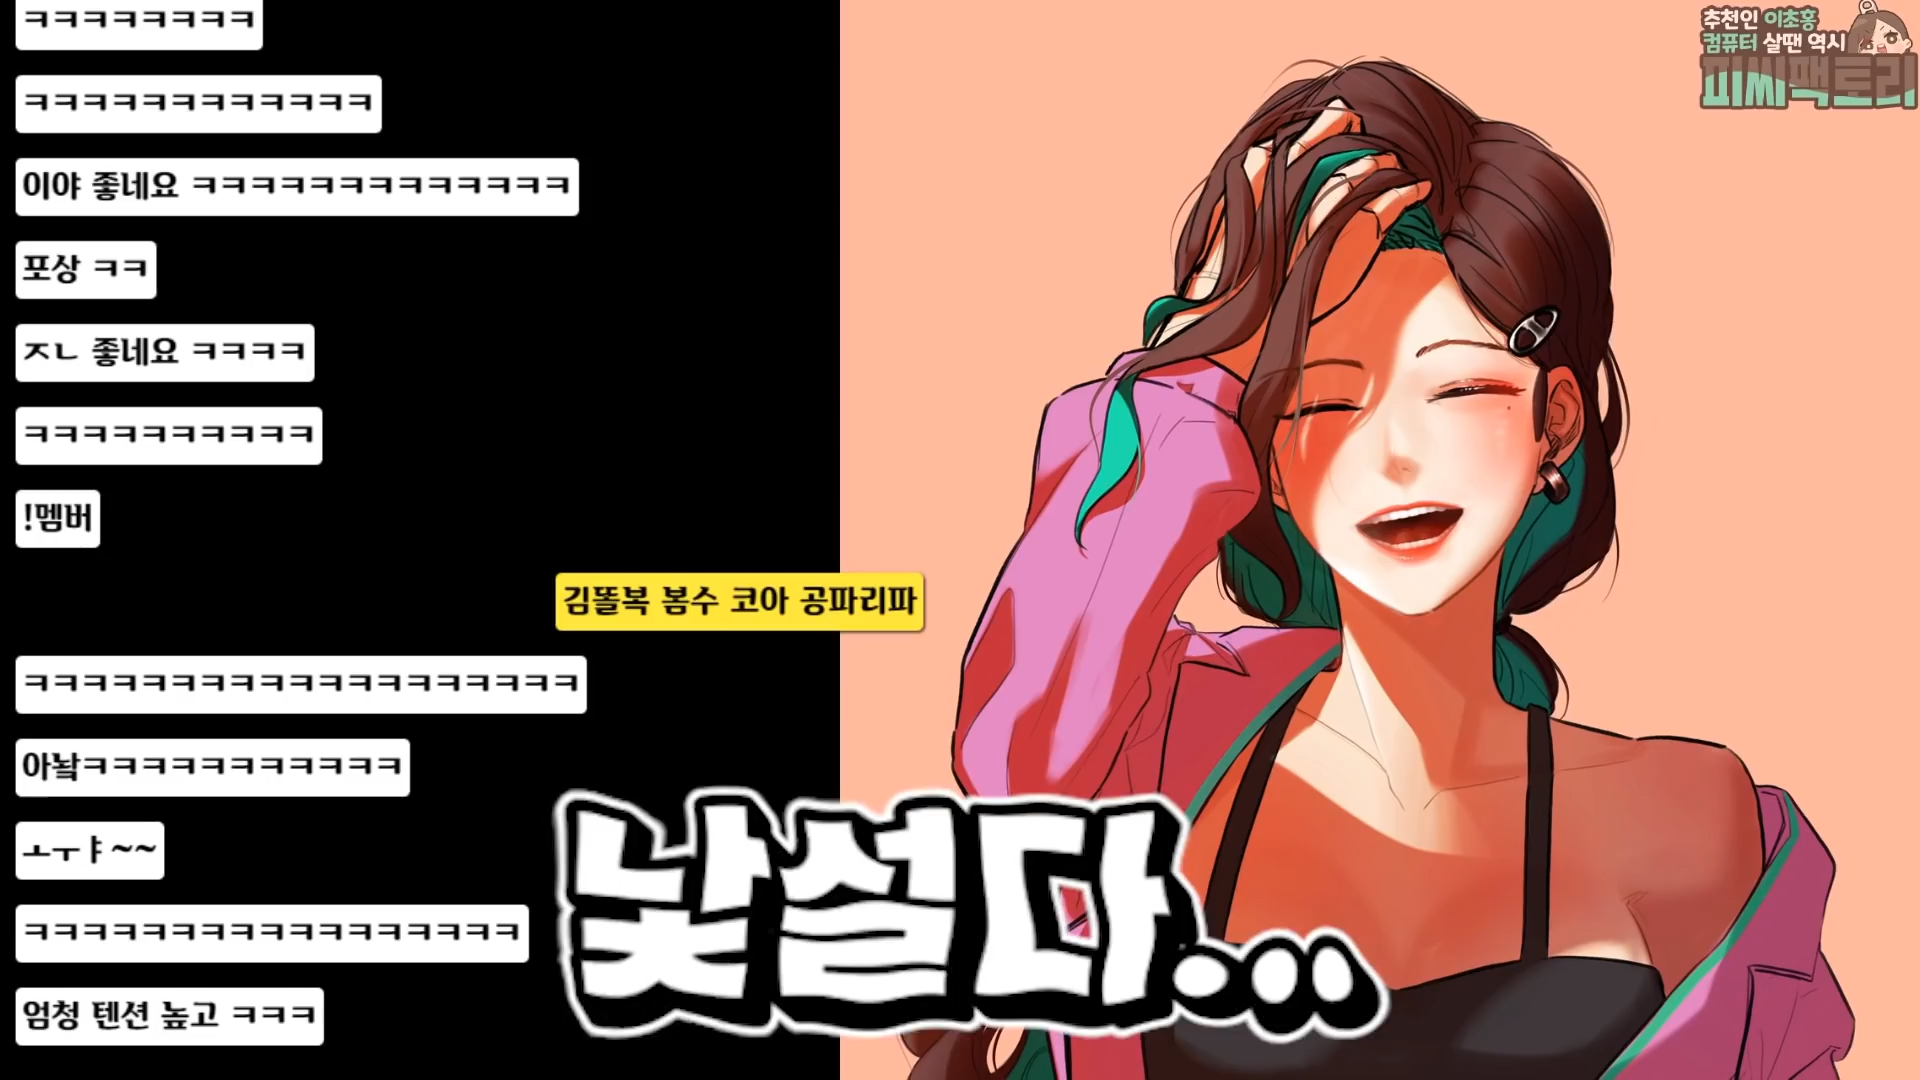 ㅋㅋㅋㅋㅋㅋㅋㅋ
ㅋㅋㅋㅋㅋㅋㅋㅋㅋㅋㅋㅋ
이야 좋네요 ㅋㅋㅋㅋㅋㅋㅋㅋㅋㅋㅋㅋㅋ
포상 ㅋㅋ
ㅈㄴ 좋네요 ㅋㅋㅋㅋ
ㅋㅋㅋㅋㅋㅋㅋㅋㅋㅋ
!멤버
김똘복 봄수 코아 공파리파
ㅋㅋㅋㅋㅋㅋㅋㅋㅋㅋㅋㅋㅋㅋㅋㅋㅋㅋㅋ
아놬ㅋㅋㅋㅋㅋㅋㅋㅋㅋㅋㅋ
ㅗㅜㅑ~~
ㅋㅋㅋㅋㅋㅋㅋㅋㅋㅋㅋㅋㅋㅋㅋㅋㅋ
엄청 텐션 높고 ㅋㅋㅋ
낯설다...
추천인 이초홍
컴퓨터 살땐 역시
피씨팩토리